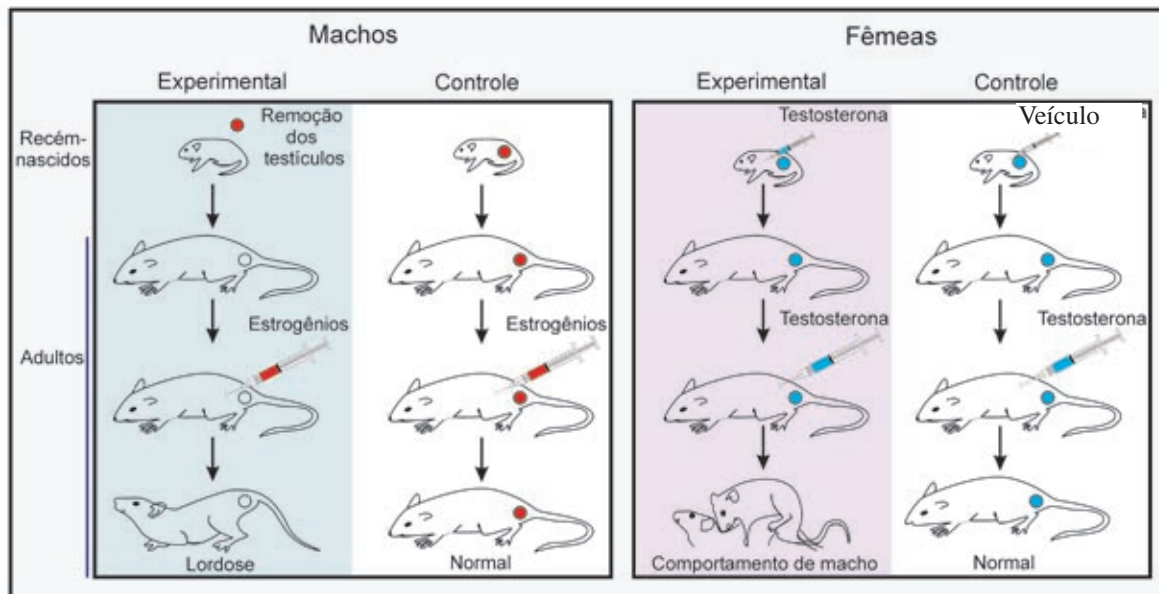 Machos
Fêmeas
Experimental
Controle
Experimental
Controle
Recém-
nascidos
Remoção
dos
testículos
Testosterona
Veículo
Adultos
Estrogênios
Estrogênios
Testosterona
Testosterona
Lordose
Normal
Comportamento de macho
Normal